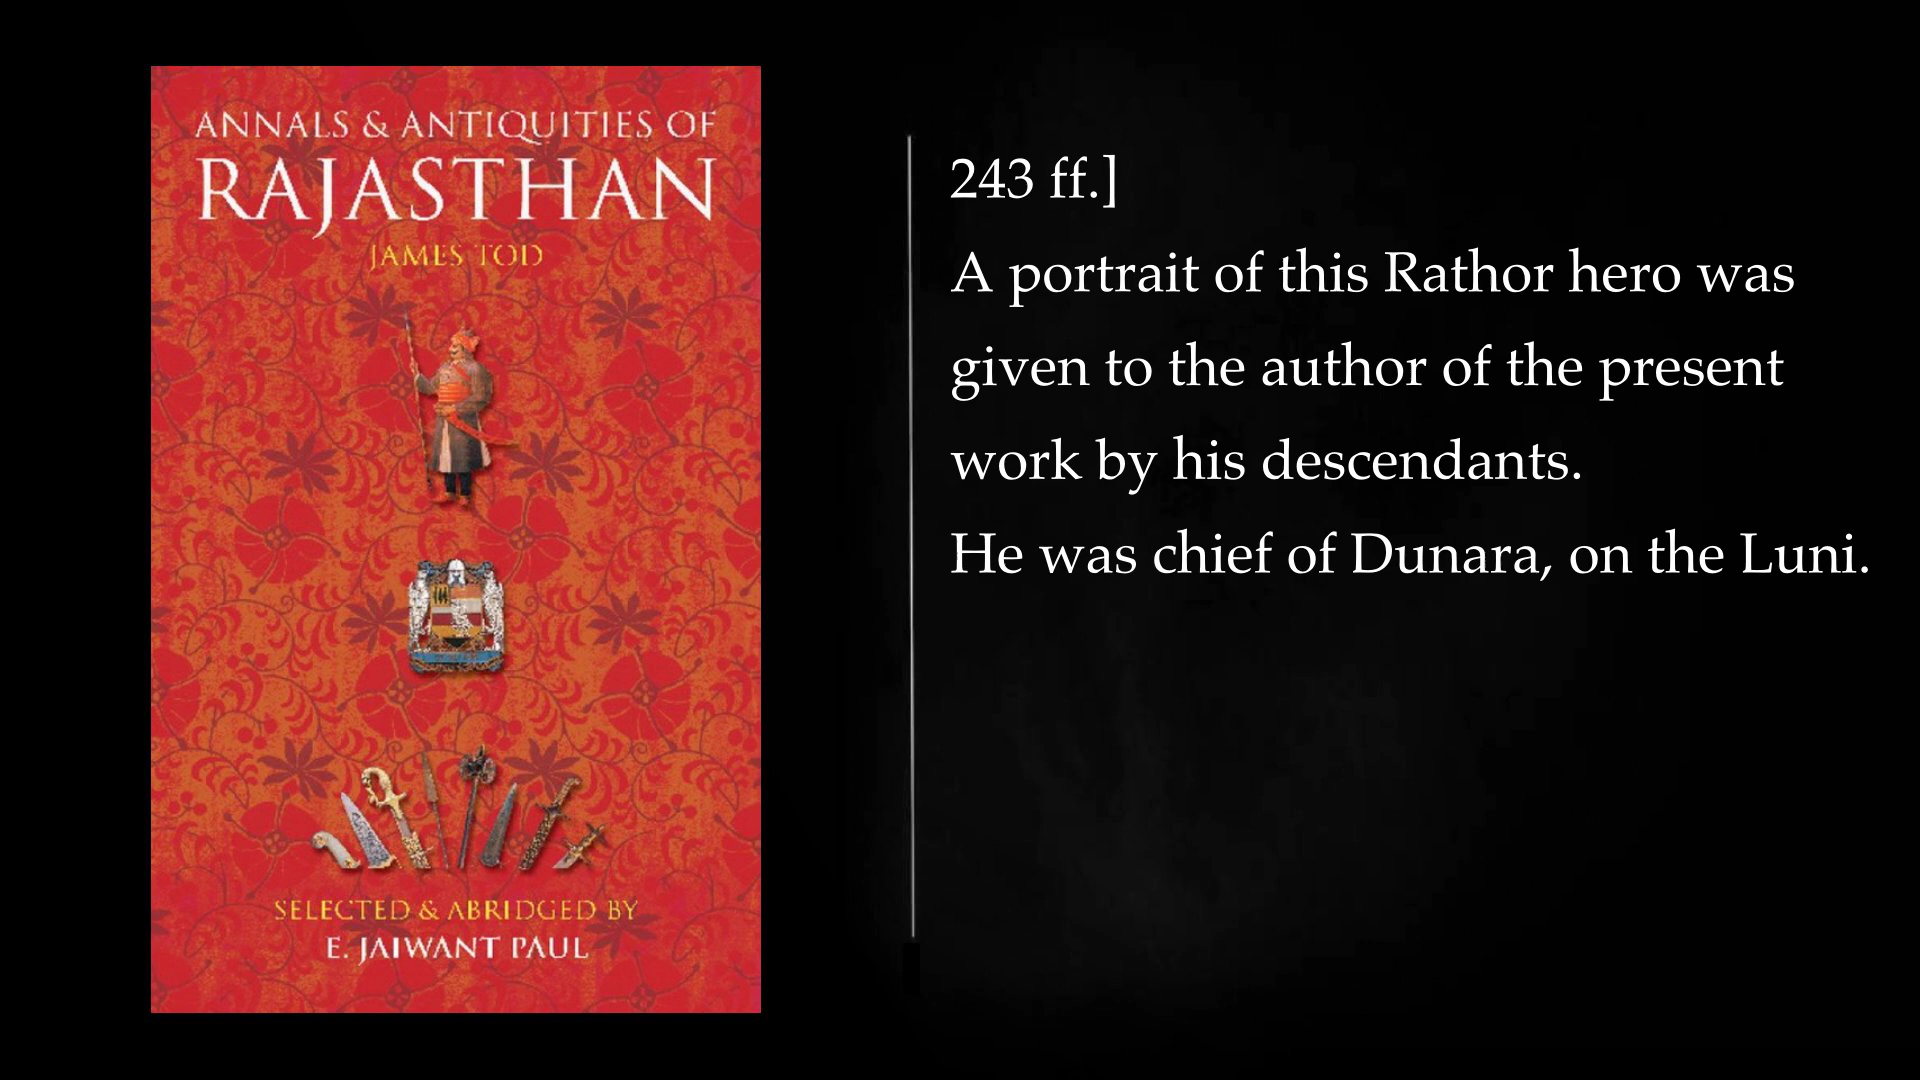 ANNALS & ANTIQUITIES OF
RAJASTHAN
JAMES TOD
SELECTED & ABRIDGED BY
E. JAIWANT PAUL
243 ff.]
A portrait of this Rathor hero was
given to the author of the present
work by his descendants.
He was chief of Dunara, on the Luni.